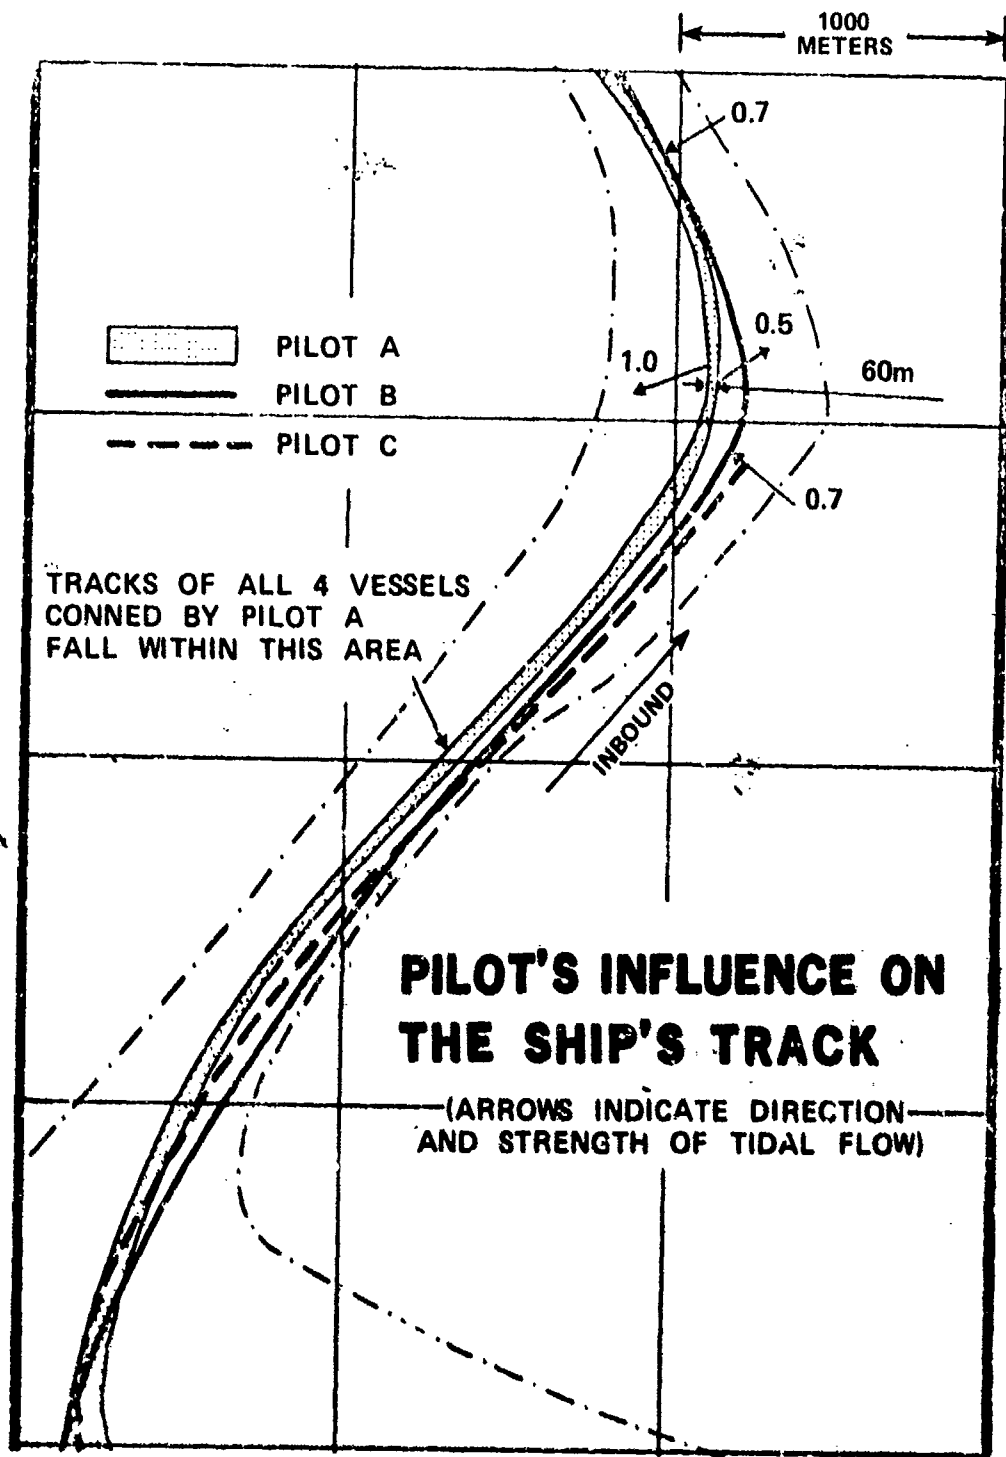 1000
METERS
0.7
0.5
1.0
60m
PILOT A
PILOT B
PILOT C
0.7
TRACKS OF ALL 4 VESSELS
CONNED BY PILOT A
FALL WITHIN THIS AREA
INBOUND
PILOT'S INFLUENCE ON
THE SHIP'S TRACK
(ARROWS INDICATE DIRECTION
AND STRENGTH OF TIDAL FLOW)